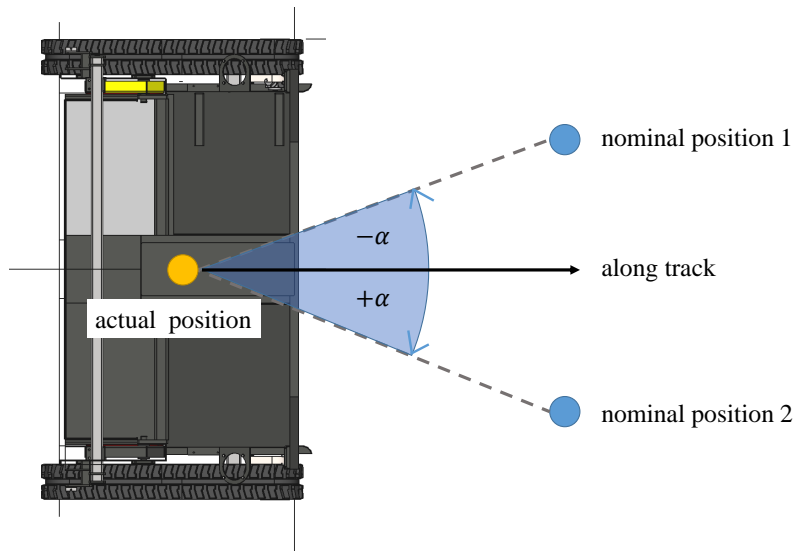 nominal position 1
−α
along track
+α
actual position
nominal position 2